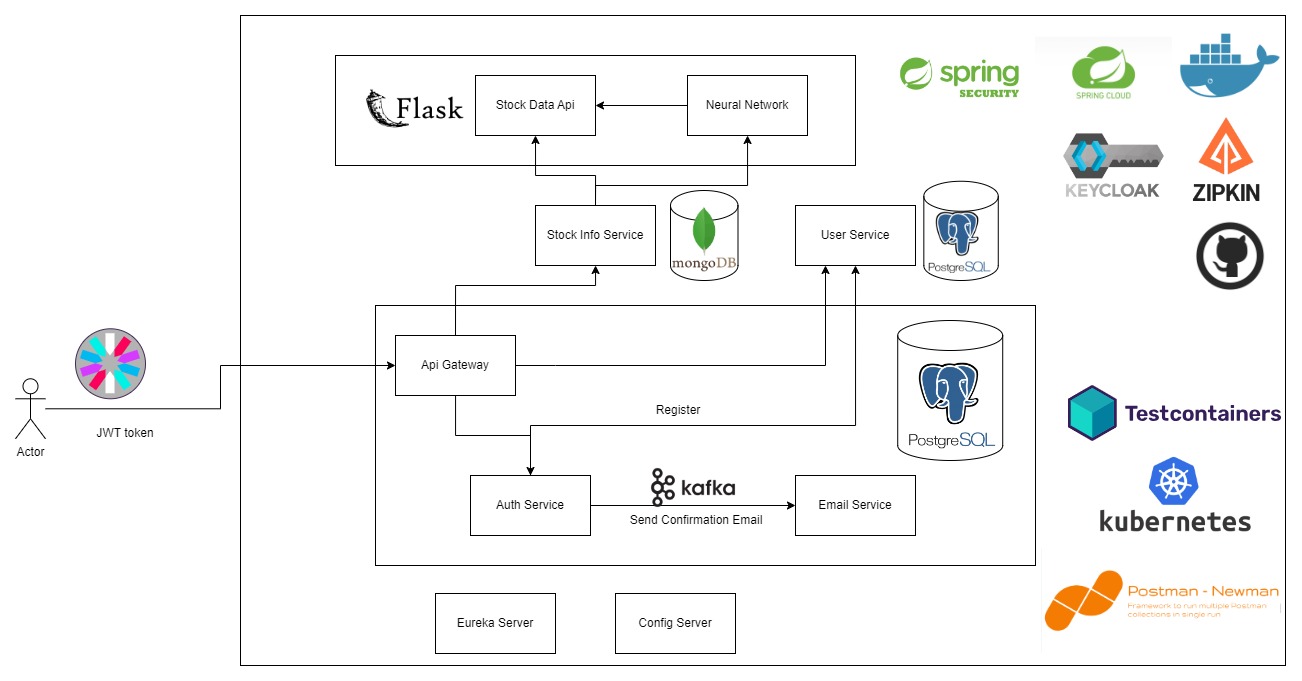 Flask
Stock Data Api
Neural Network
spring
SECURITY
SPRING CLOUD
KEYCLOAK
ZIPKIN
Stock Info Service
mongoDB
User Service
PostgreSQL
Api Gateway
JWT token
Actor
Register
PostgreSQL
Testcontainers
Auth Service
kafka
Send Confirmation Email
Email Service
kubernetes
Postman - Newman
Framework to run multiple Postman
collections in single run
Eureka Server
Config Server